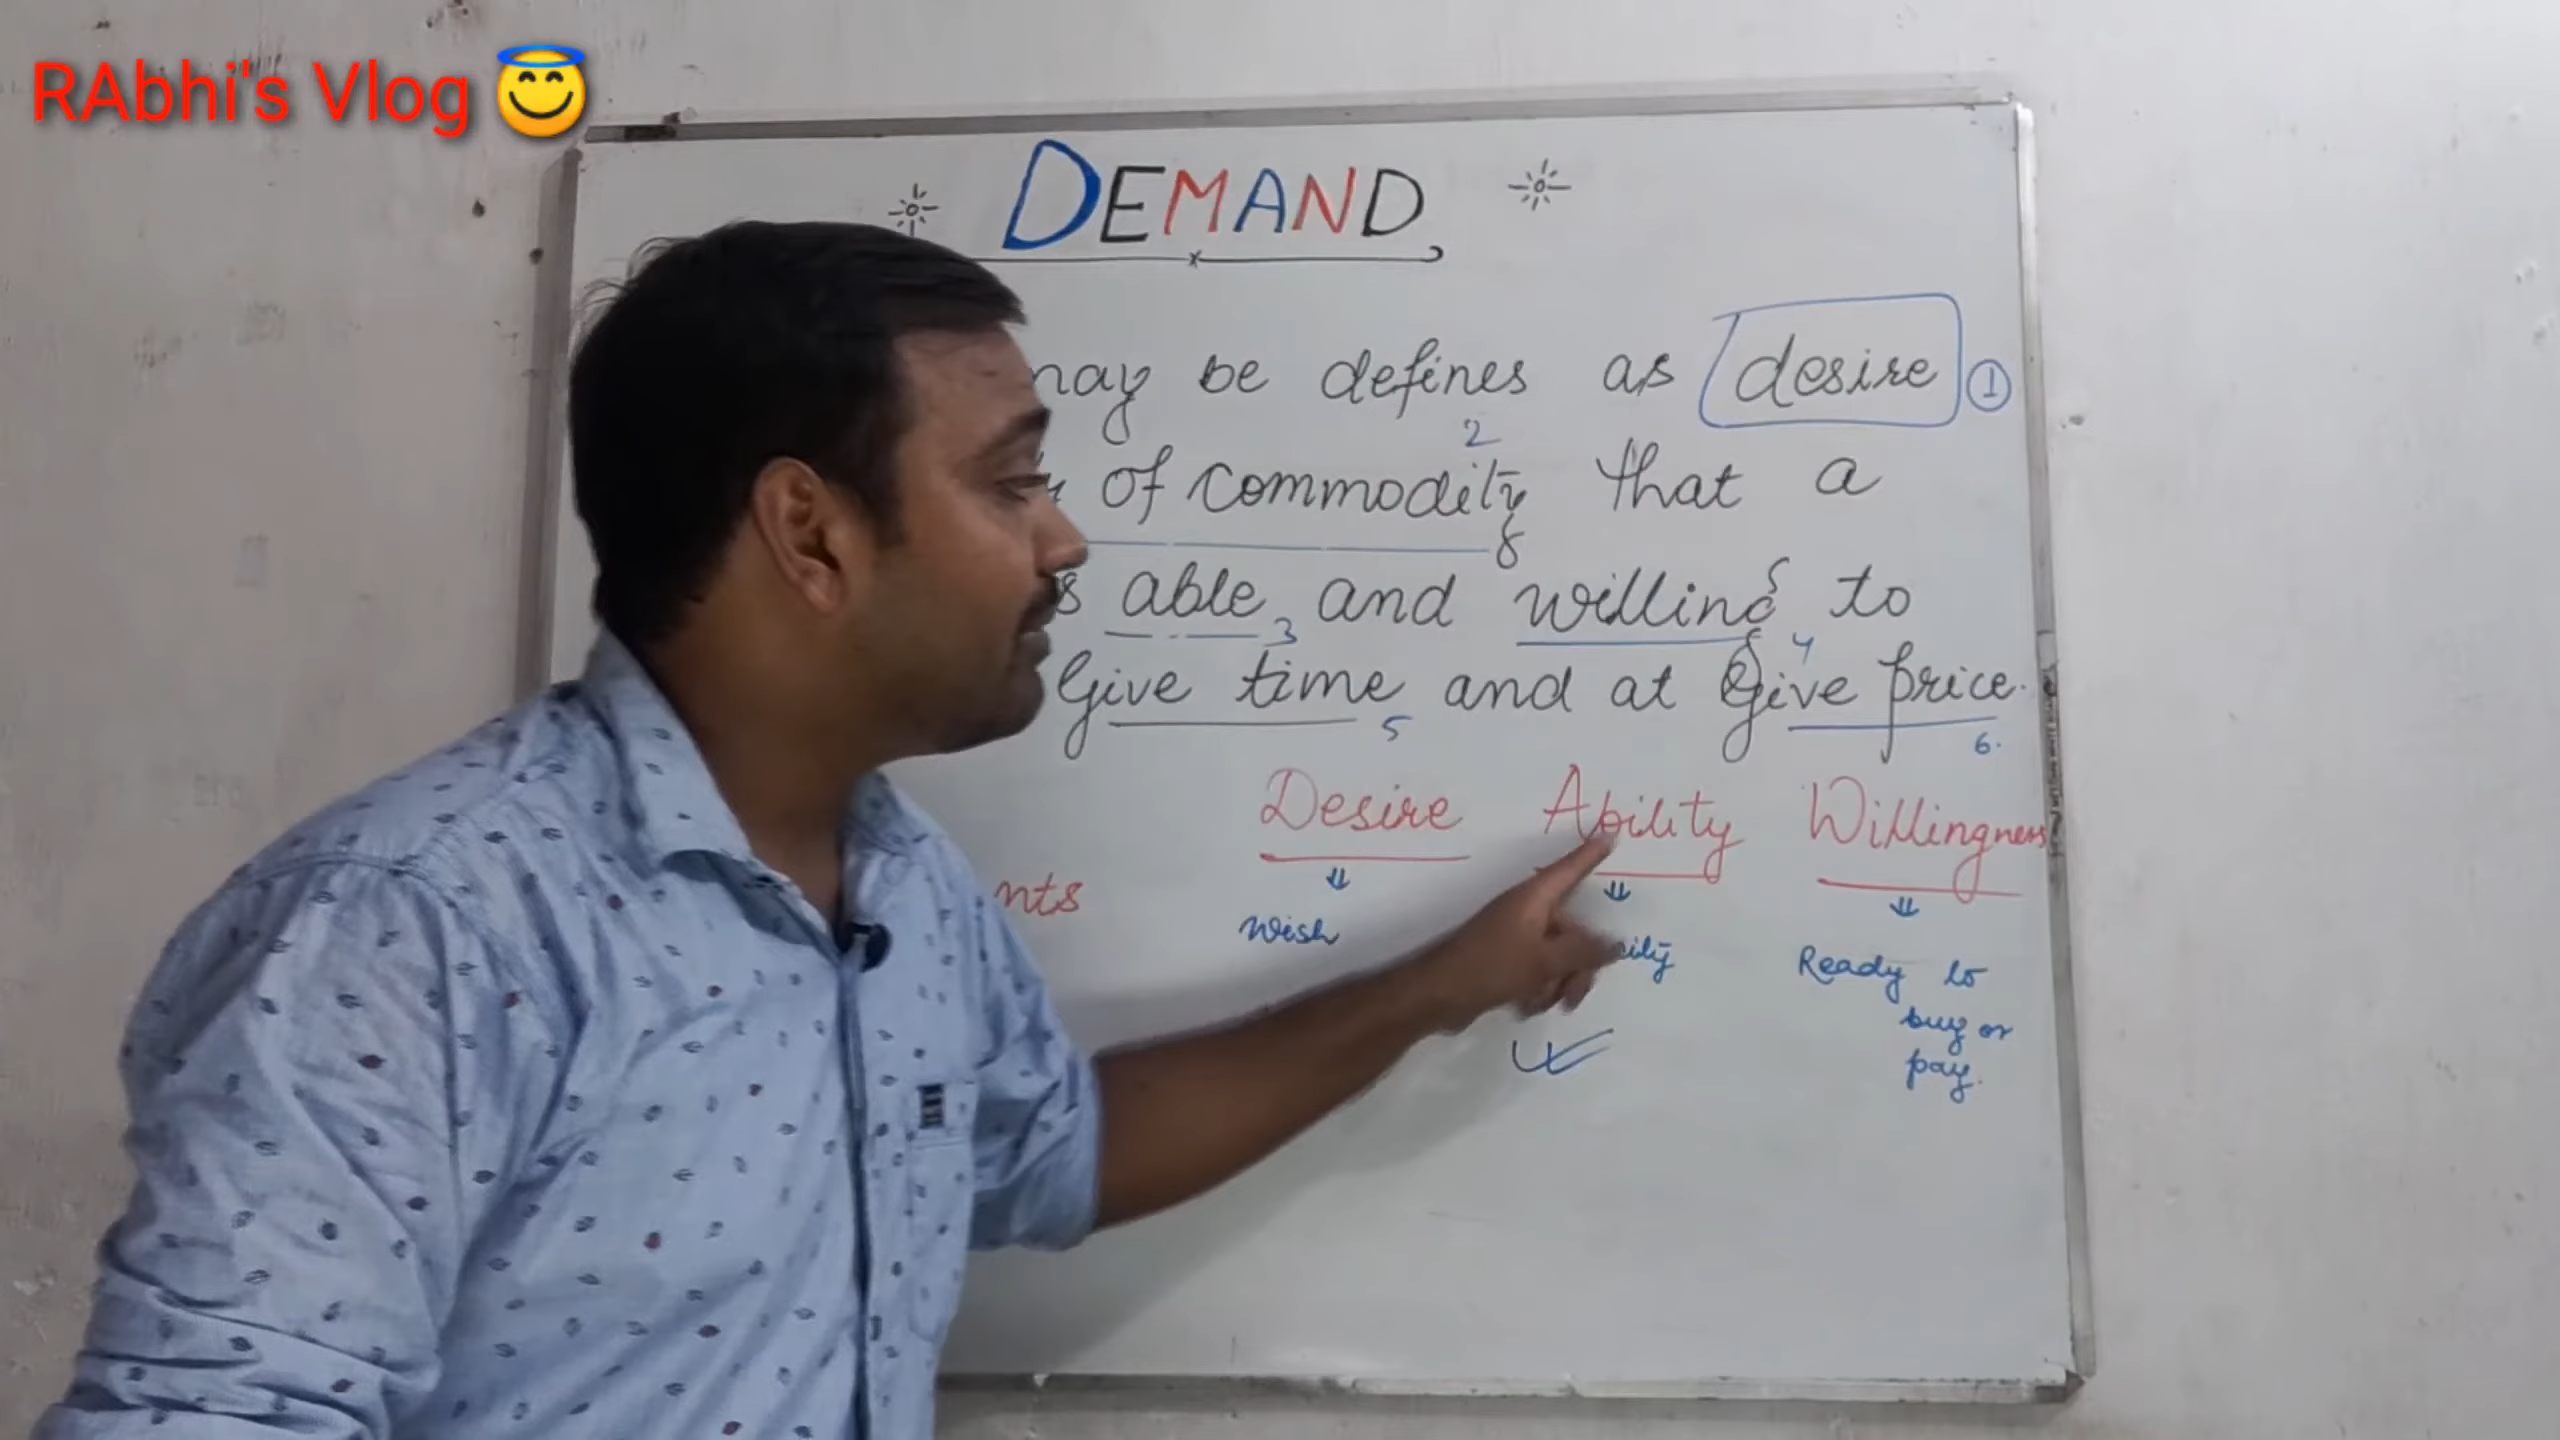 RAbhi's Vlog 😇
DEMAND
may be defines as desire 1
2
of commodity that a
s able 3 and willing 4 to
Give time 5 and at Give price. 6.
Desire Ability Willingness
nts
wish
Ready to
buy or
pay.